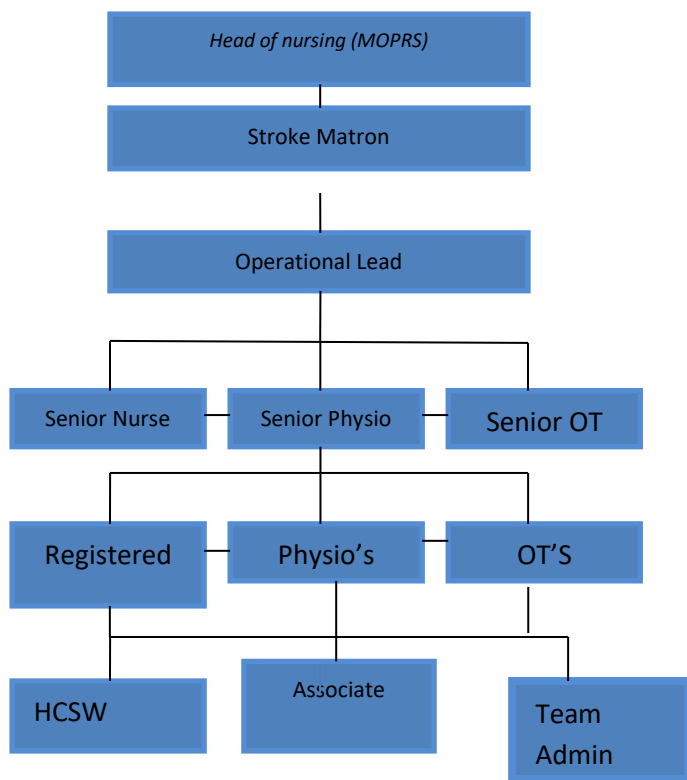 Head of nursing (MOPRS)
Stroke Matron
Operational Lead
Senior Nurse
Senior Physio
Senior OT
Registered
Physio’s
OT’S
HCSW
Associate
Team
Admin